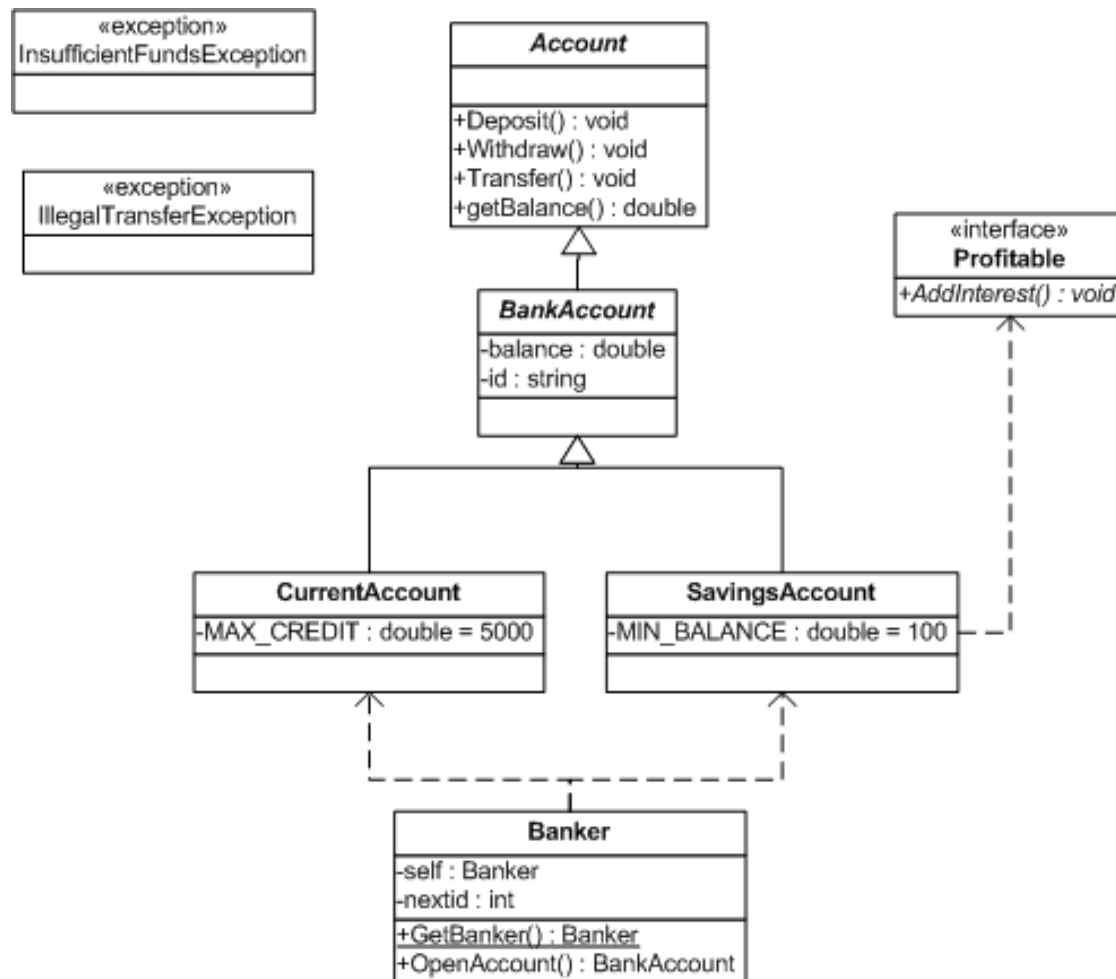 «exception»
InsufficientFundsException
«exception»
IllegalTransferException
Account
+Deposit() : void
+Withdraw() : void
+Transfer() : void
+getBalance() : double
«interface»
Profitable
+AddInterest() : void
BankAccount
-balance : double
-id : string
CurrentAccount
-MAX_CREDIT : double = 5000
SavingsAccount
-MIN_BALANCE : double = 100
Banker
-self : Banker
-nextid : int
+GetBanker() : Banker
+OpenAccount() : BankAccount